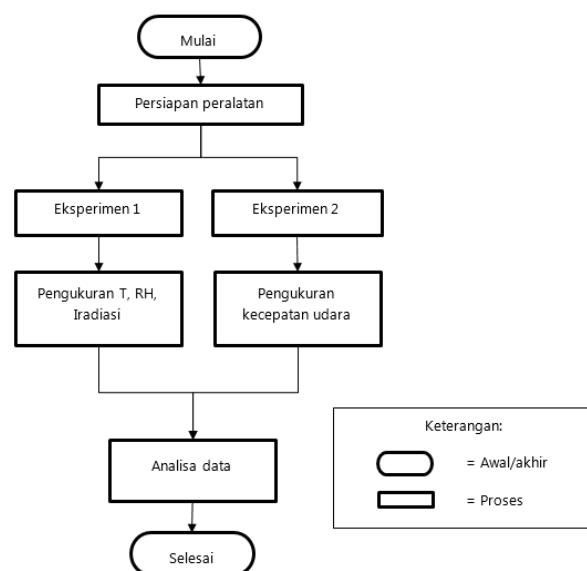 Mulai
Persiapan peralatan
Eksperimen 1
Eksperimen 2
Pengukuran T, RH,
Iradiasi
Pengukuran
kecepatan udara
Analisa data
Selesai
Keterangan:
= Awal/akhir
= Proses